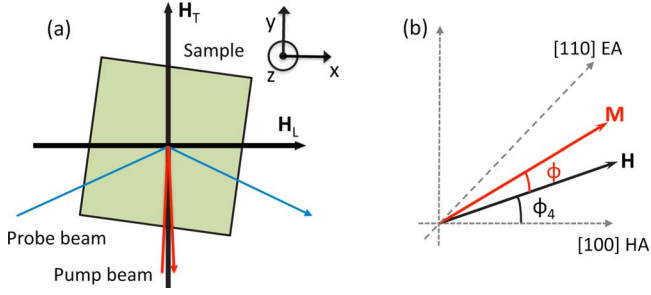 (a)
H_T
Sample
y
z
x
H_L
Probe beam
Pump beam
(b)
[110] EA
M
H
ϕ
ϕ_4
[100] HA